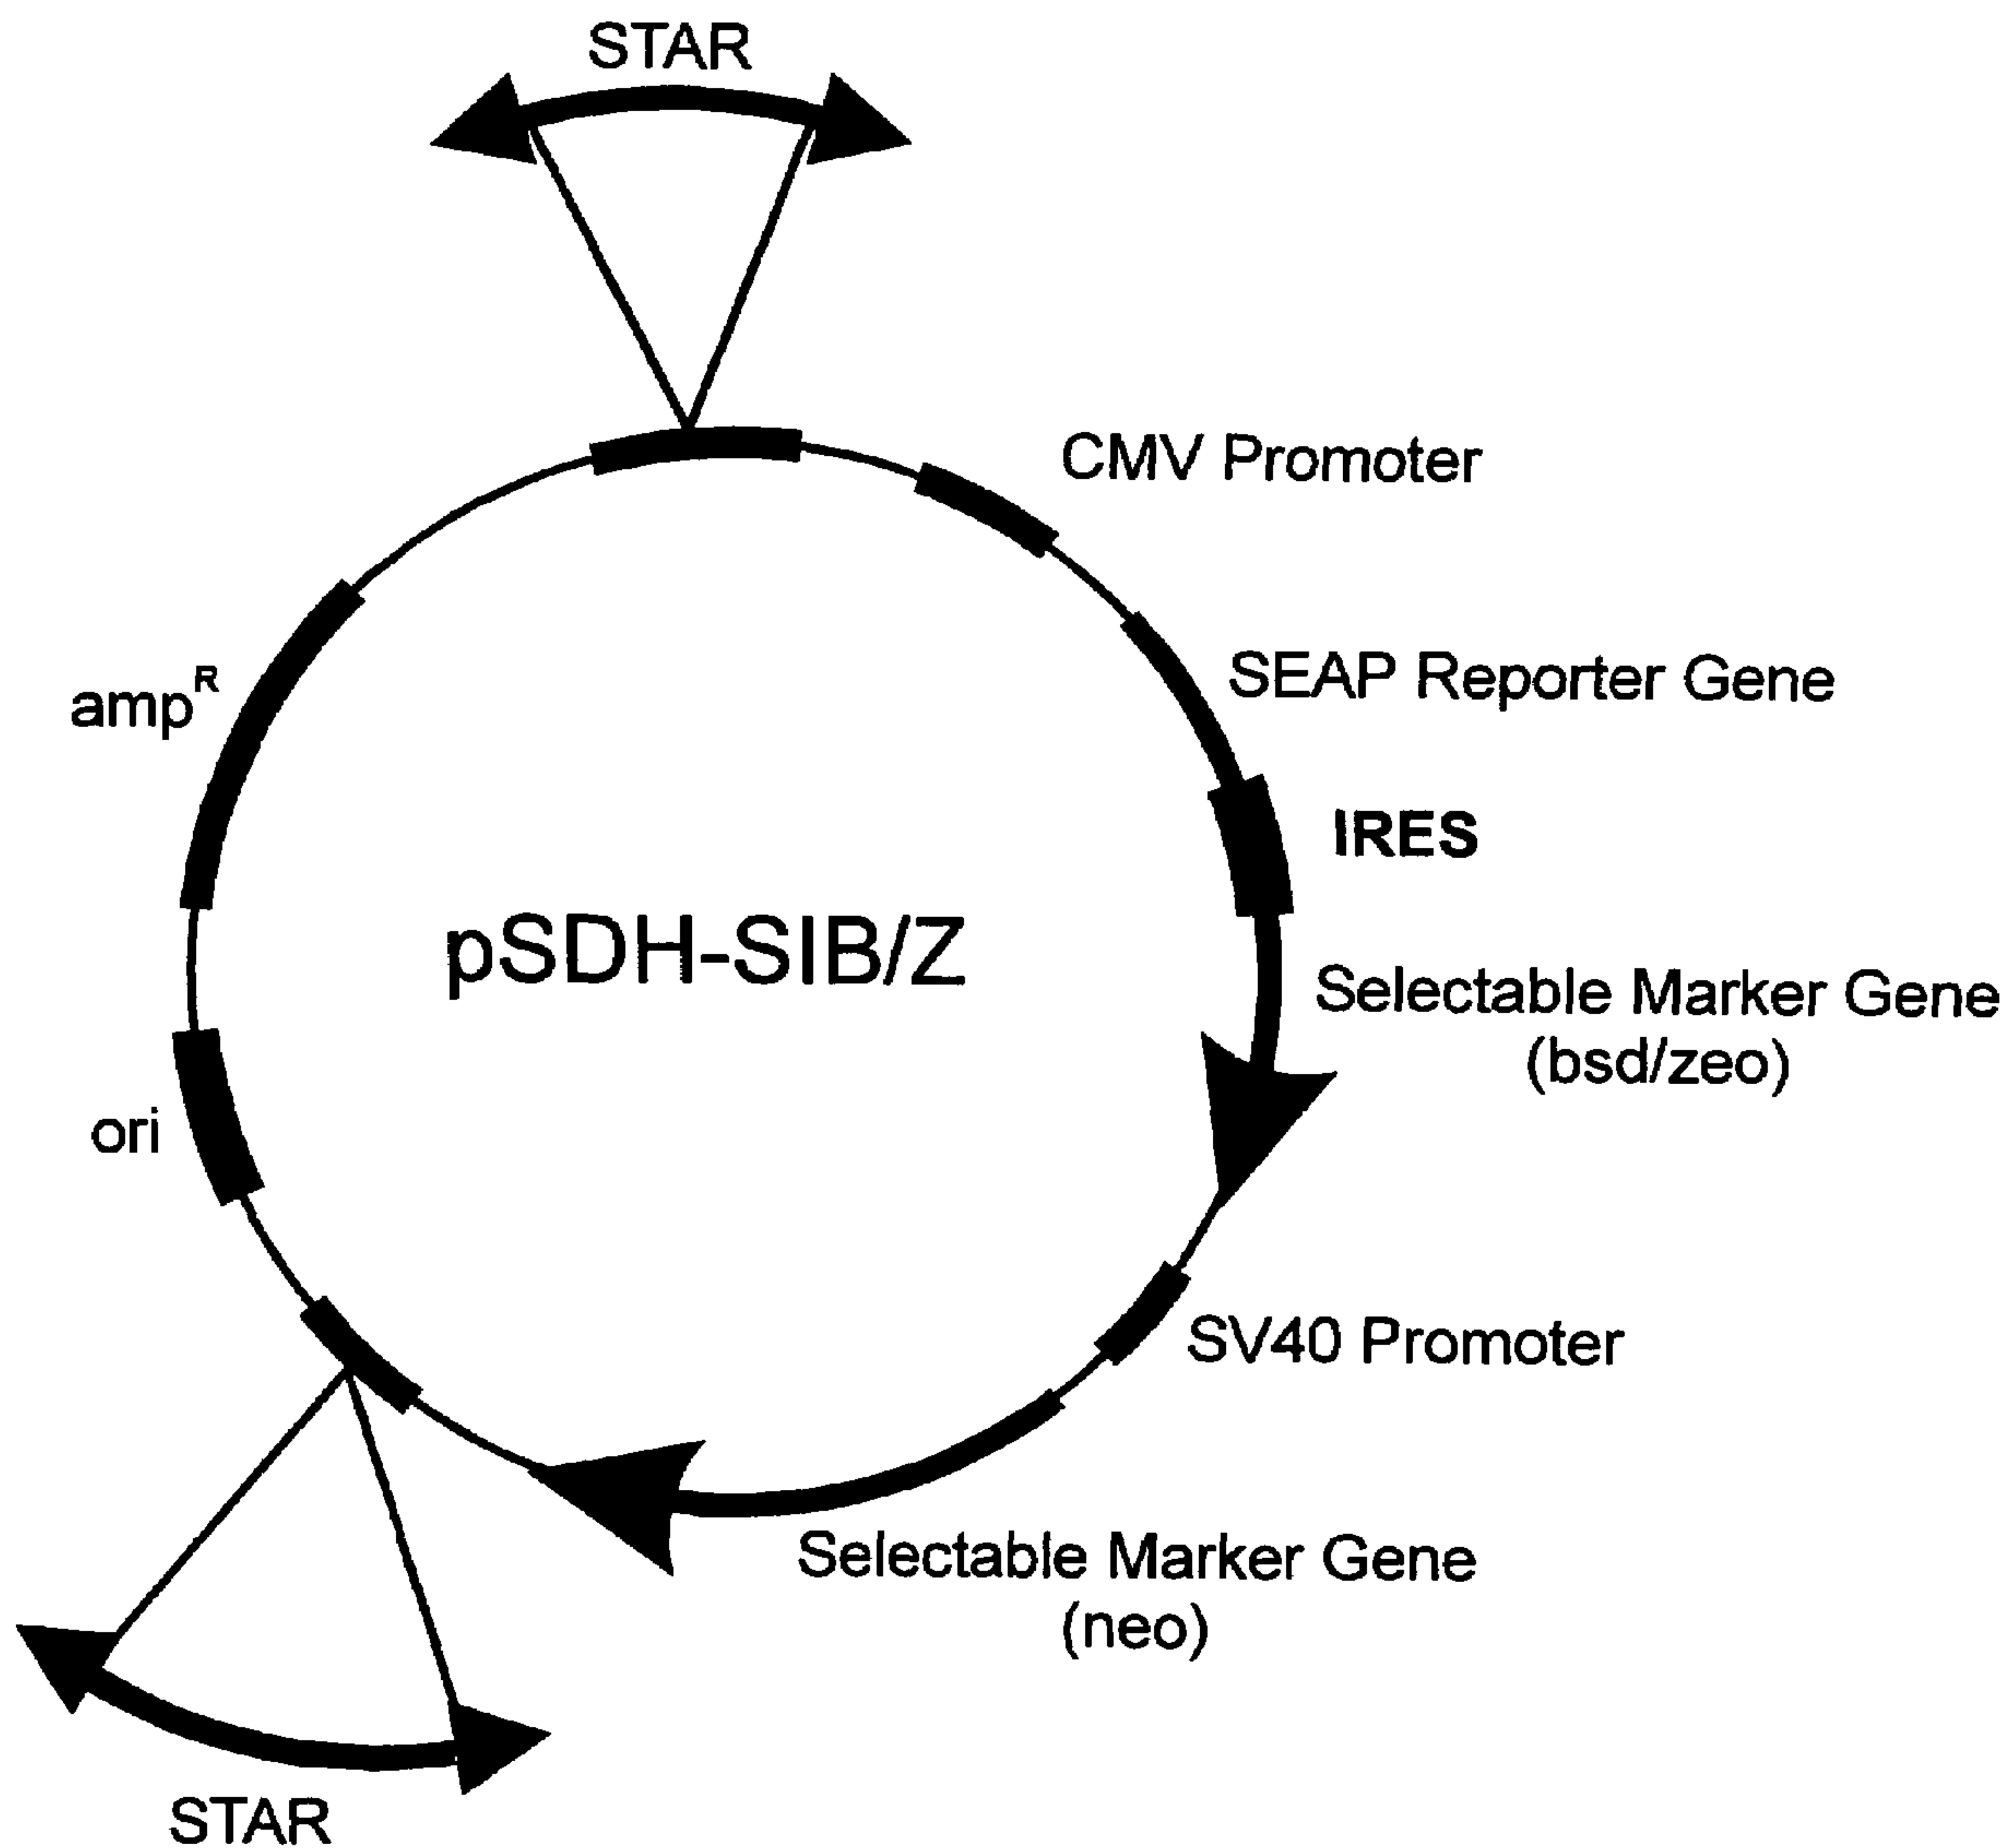 STAR
CMV Promoter
SEAP Reporter Gene
ampᴿ
IRES
pSDH-SIB/Z
Selectable Marker Gene
(bsd/zeo)
ori
SV40 Promoter
Selectable Marker Gene
(neo)
STAR